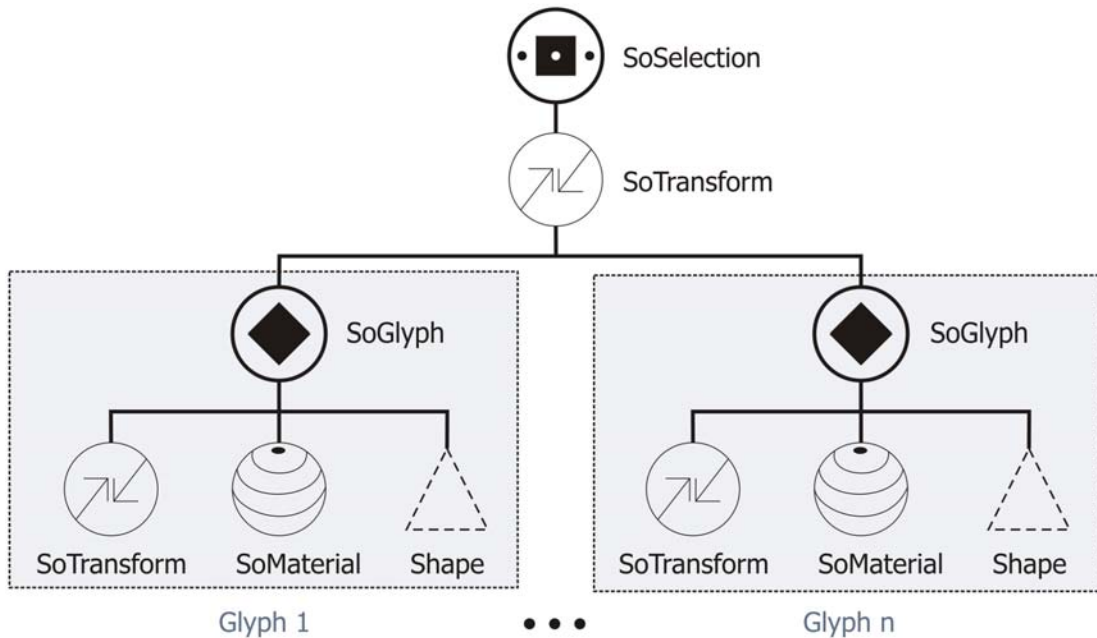 SoSelection
SoTransform
SoGlyph
SoGlyph
SoTransform SoMaterial Shape
SoTransform SoMaterial Shape
Glyph 1
Glyph n